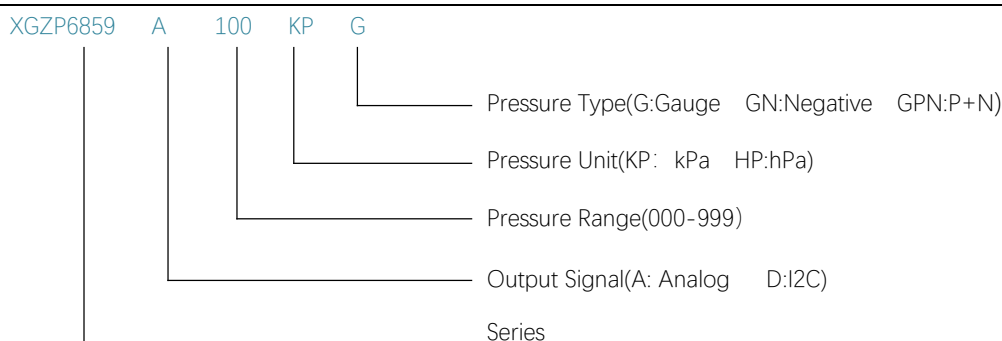 XGZP6859 A 100 KP G
Pressure Type(G:Gauge GN:Negative GPN:P+N)
Pressure Unit(KP： kPa HP:hPa)
Pressure Range(000-999）
Output Signal(A: Analog D:I2C)
Series